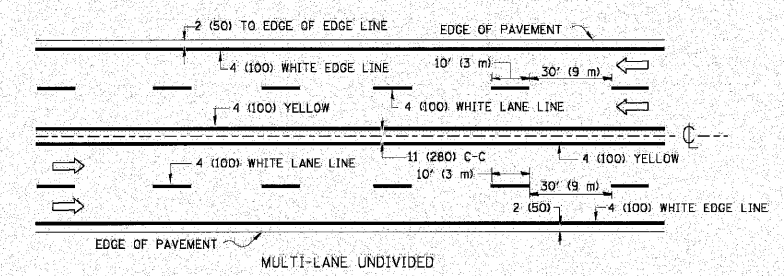 2 (50) TO EDGE OF EDGE LINE
EDGE OF PAVEMENT
4 (100) WHITE EDGE LINE
10' (3 m)
30' (9 m)
4 (100) YELLOW
4 (100) WHITE LANE LINE
4 (100) WHITE LANE LINE
11 (280) C-C
4 (100) YELLOW
10' (3 m)
30' (9 m)
2 (50)
4 (100) WHITE EDGE LINE
EDGE OF PAVEMENT
MULTI-LANE UNDIVIDED